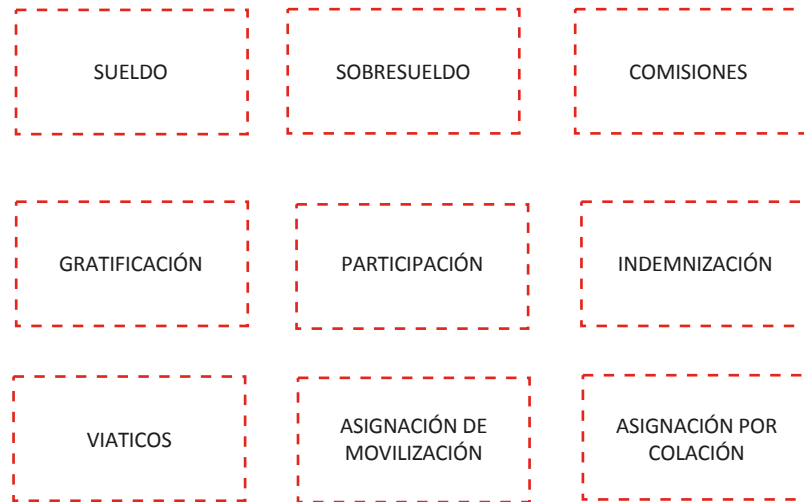 SUELDO
SOBRESUELDO
COMISIONES
GRATIFICACIÓN
PARTICIPACIÓN
INDEMNIZACIÓN
VIATICOS
ASIGNACIÓN DE
MOVILIZACIÓN
ASIGNACIÓN POR
COLACIÓN